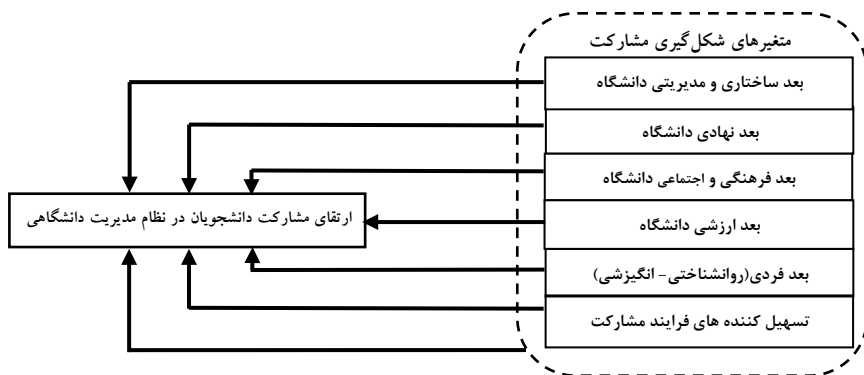 متغیرهای شکل‌گیری مشارکت
بعد ساختاری و مدیریتی دانشگاه
بعد نهادی دانشگاه
بعد فرهنگی و اجتماعی دانشگاه
بعد ارزشی دانشگاه
بعد فردی(روانشناختی- انگیزشی)
تسهیل کننده های فرایند مشارکت
ارتقای مشارکت دانشجویان در نظام مدیریت دانشگاهی